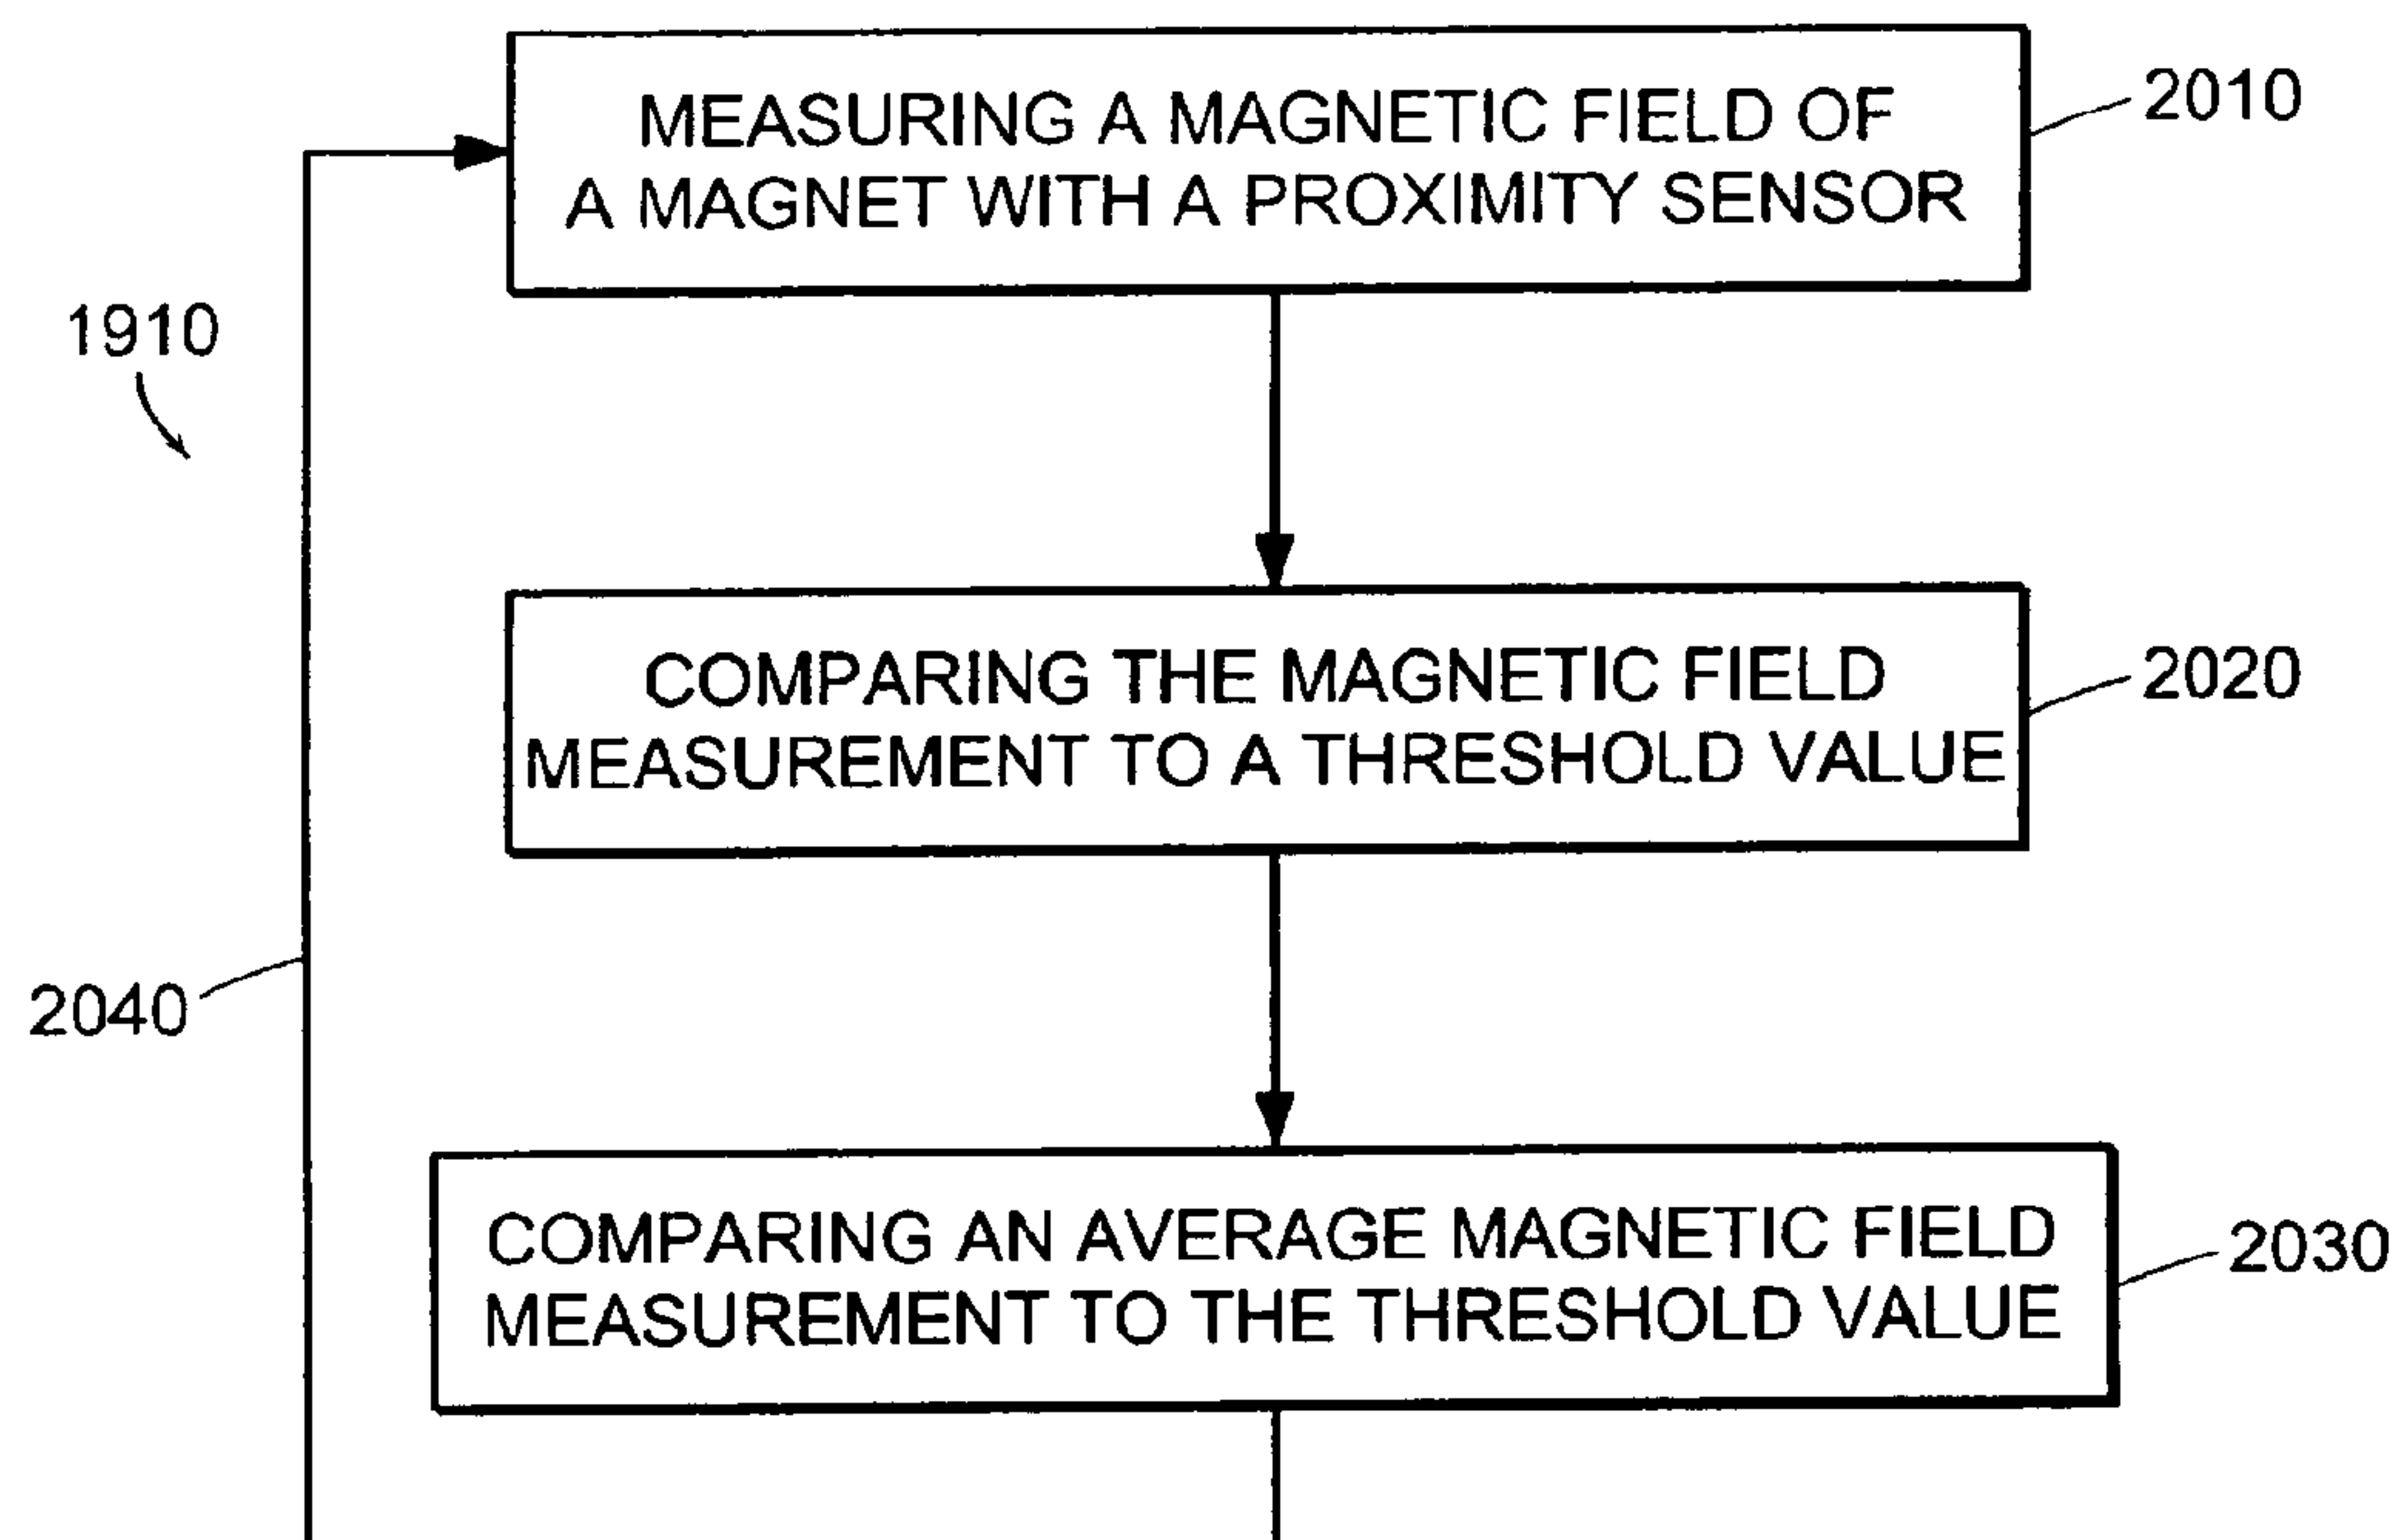 MEASURING A MAGNETIC FIELD OF
A MAGNET WITH A PROXIMITY SENSOR
2010
1910
COMPARING THE MAGNETIC FIELD
MEASUREMENT TO A THRESHOLD VALUE
2020
2040
COMPARING AN AVERAGE MAGNETIC FIELD
MEASUREMENT TO THE THRESHOLD VALUE
2030